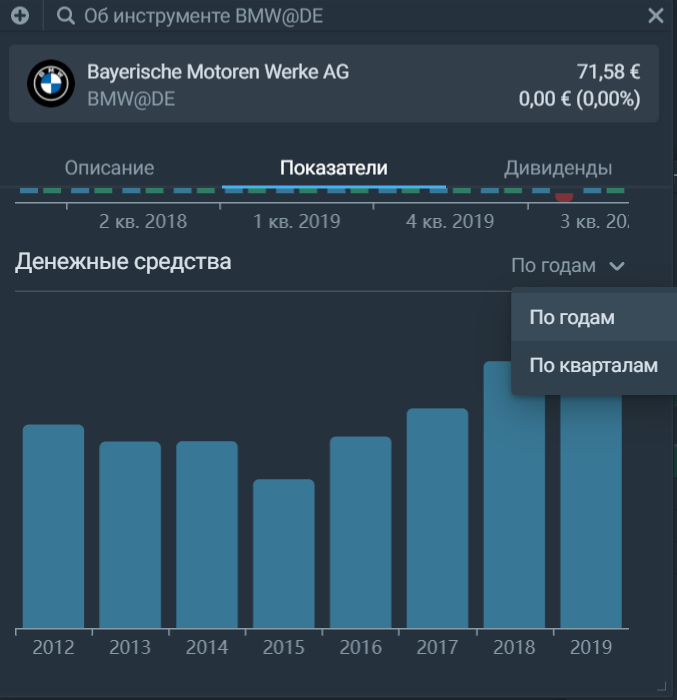 Об инструменте BMW@DE
Bayerische Motoren Werke AG
71,58 €
BMW@DE
0,00 € (0,00%)
Описание
Показатели
Дивиденды
2 кв. 2018
1 кв. 2019
4 кв. 2019
3 кв. 20
Денежные средства
По годам
По годам
По кварталам
2012
2013
2014
2015
2016
2017
2018
2019